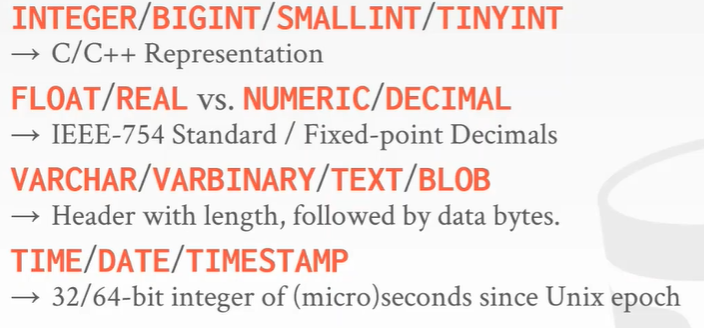 INTEGER/BIGINT/SMALLINT/TINYINT
→ C/C++ Representation
FLOAT/REAL vs. NUMERIC/DECIMAL
→ IEEE-754 Standard / Fixed-point Decimals
VARCHAR/VARBINARY/TEXT/BLOB
→ Header with length, followed by data bytes.
TIME/DATE/TIMESTAMP
→ 32/64-bit integer of (micro)seconds since Unix epoch